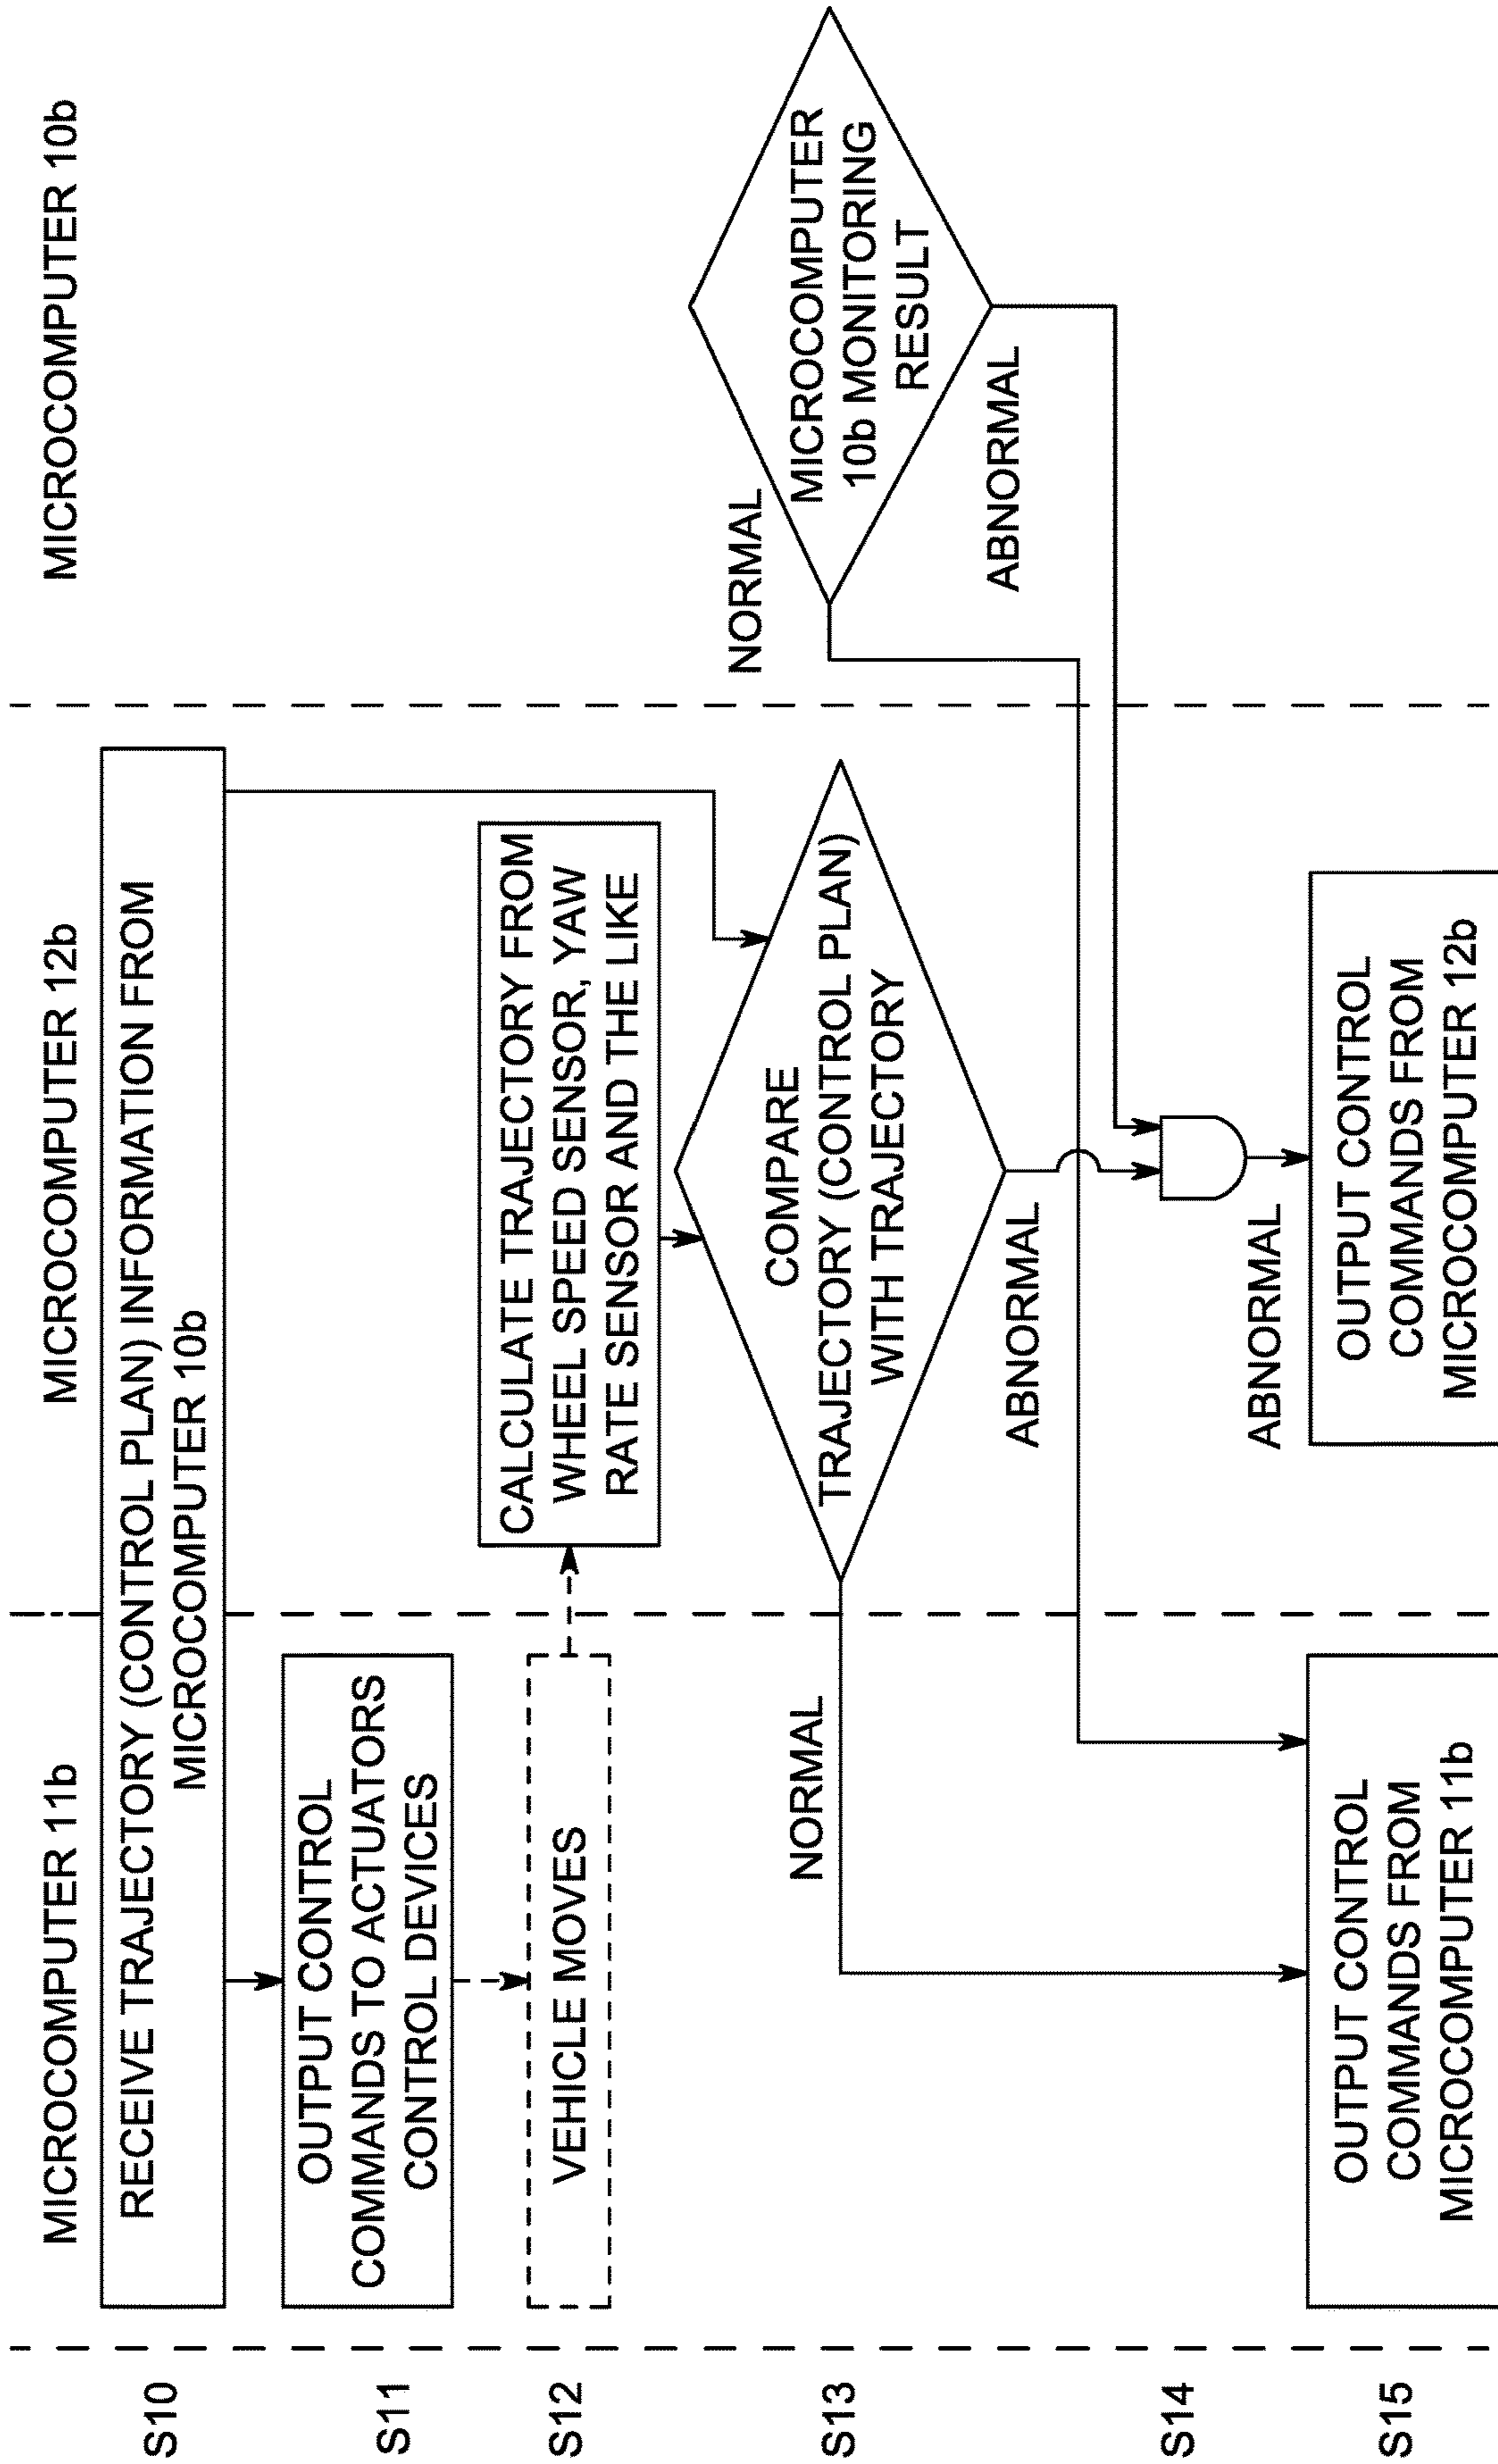 MICROCOMPUTER 11b
MICROCOMPUTER 12b
MICROCOMPUTER 10b
S10
RECEIVE TRAJECTORY (CONTROL PLAN) INFORMATION FROM
MICROCOMPUTER 10b
S11
OUTPUT CONTROL
COMMANDS TO ACTUATORS
CONTROL DEVICES
S12
VEHICLE MOVES
CALCULATE TRAJECTORY FROM
WHEEL SPEED SENSOR, YAW
RATE SENSOR AND THE LIKE
S13
NORMAL
COMPARE
TRAJECTORY (CONTROL PLAN)
WITH TRAJECTORY
ABNORMAL
NORMAL
MICROCOMPUTER
10b MONITORING
RESULT
ABNORMAL
S14
ABNORMAL
S15
OUTPUT CONTROL
COMMANDS FROM
MICROCOMPUTER 11b
OUTPUT CONTROL
COMMANDS FROM
MICROCOMPUTER 12b